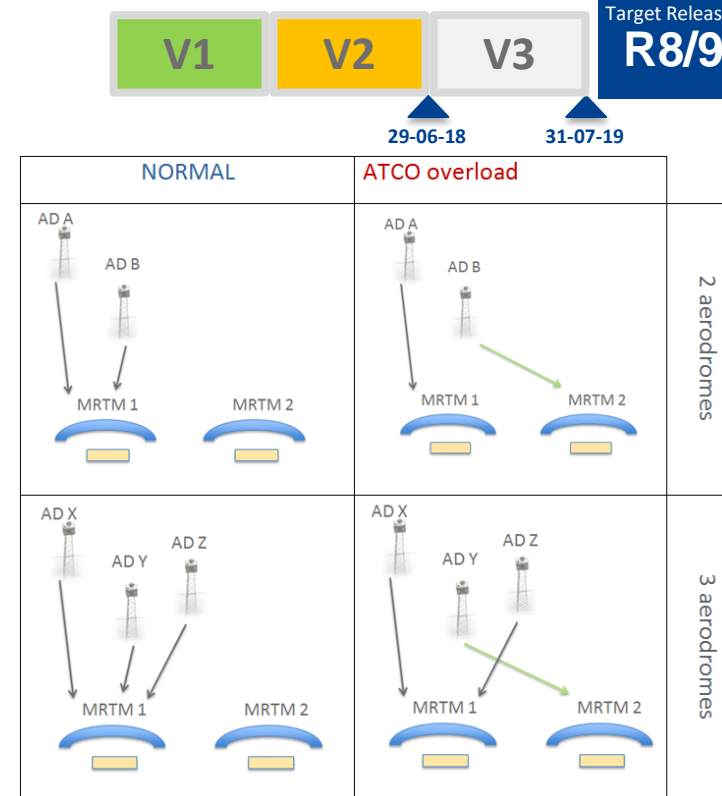 Target Releas
V1 V2 V3 R8/9
29-06-18 31-07-19
NORMAL ATCO overload
AD A
AD B
MRTM 1 MRTM 2
AD A
AD B
MRTM 1 MRTM 2
2 aerodromes
AD X
AD Y
AD Z
MRTM 1 MRTM 2
AD X
AD Y
AD Z
MRTM 1 MRTM 2
3 aerodromes